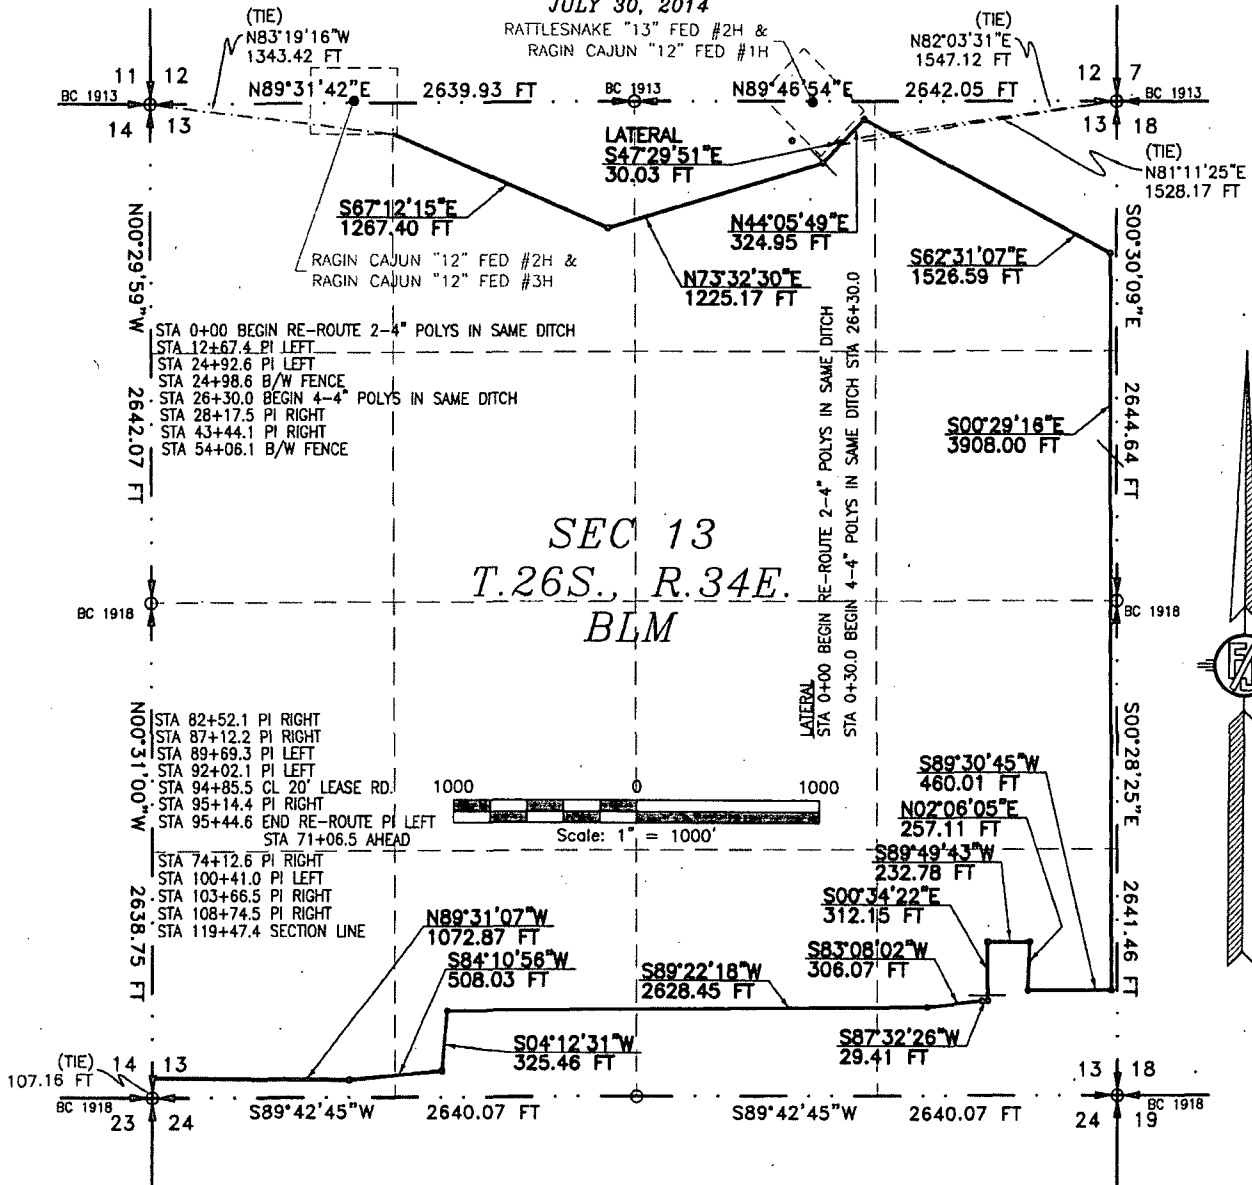 JULY 30, 2014
RATTLESNAKE "13" FED #2H &
RAGIN CAJUN "12" FED #1H
(TIE)
N83°19'16"W
1343.42 FT
(TIE)
N82°03'31"E
1547.12 FT
11 12
BC 1913
14 13
N89°31'42"E 2639.93 FT
BC 1913
N89°46'54"E 2642.05 FT
12 7
BC 1913
13 18
LATERAL
S47°29'51"E
30.03 FT
(TIE)
N81°11'25"E
1528.17 FT
S67°12'15"E
1267.40 FT
N44°05'49"E
324.95 FT
S62°31'07"E
1526.59 FT
RAGIN CAJUN "12" FED #2H &
RAGIN CAJUN "12" FED #3H
N73°32'30"E
1225.17 FT
N00°29'59"W 2642.07 FT
S00°30'09"E 2644.64 FT
STA 0+00 BEGIN RE-ROUTE 2-4" POLYS IN SAME DITCH
STA 12+67.4 PI LEFT
STA 24+92.6 PI LEFT
STA 24+98.6 B/W FENCE
STA 26+30.0 BEGIN 4-4" POLYS IN SAME DITCH
STA 28+17.5 PI RIGHT
STA 43+44.1 PI RIGHT
STA 54+06.1 B/W FENCE
S00°29'16"E
3908.00 FT
LATERAL
STA 0+00 BEGIN RE-ROUTE 2-4" POLYS IN SAME DITCH
STA 0+30.0 BEGIN 4-4" POLYS IN SAME DITCH STA 26+30.0
SEC 13
T.26S., R.34E.
BLM
BC 1918
BC 1918
N00°31'00"W 2638.75 FT
S00°28'25"E 2641.46 FT
STA 82+52.1 PI RIGHT
STA 87+12.2 PI RIGHT
STA 89+69.3 PI LEFT
STA 92+02.1 PI LEFT
STA 94+85.5 CL 20' LEASE RD.
STA 95+14.4 PI RIGHT
STA 95+44.6 END RE-ROUTE PI LEFT
STA 71+06.5 AHEAD
STA 74+12.6 PI RIGHT
STA 100+41.0 PI LEFT
STA 103+66.5 PI RIGHT
STA 108+74.5 PI RIGHT
STA 119+47.4 SECTION LINE
1000 0 1000
Scale: 1" = 1000'
S89°30'45"W
460.01 FT
N02°06'05"E
257.11 FT
S89°49'43"W
232.78 FT
S00°34'22"E
312.15 FT
N89°31'07"W
1072.87 FT
S84°10'56"W
508.03 FT
S89°22'18"W
2628.45 FT
S83°08'02"W
306.07 FT
S04°12'31"W
325.46 FT
S87°32'26"W
29.41 FT
(TIE)
107.16 FT
14 13
BC 1918
23 24
S89°42'45"W 2640.07 FT
S89°42'45"W 2640.07 FT
13 18
BC 1918
24 19